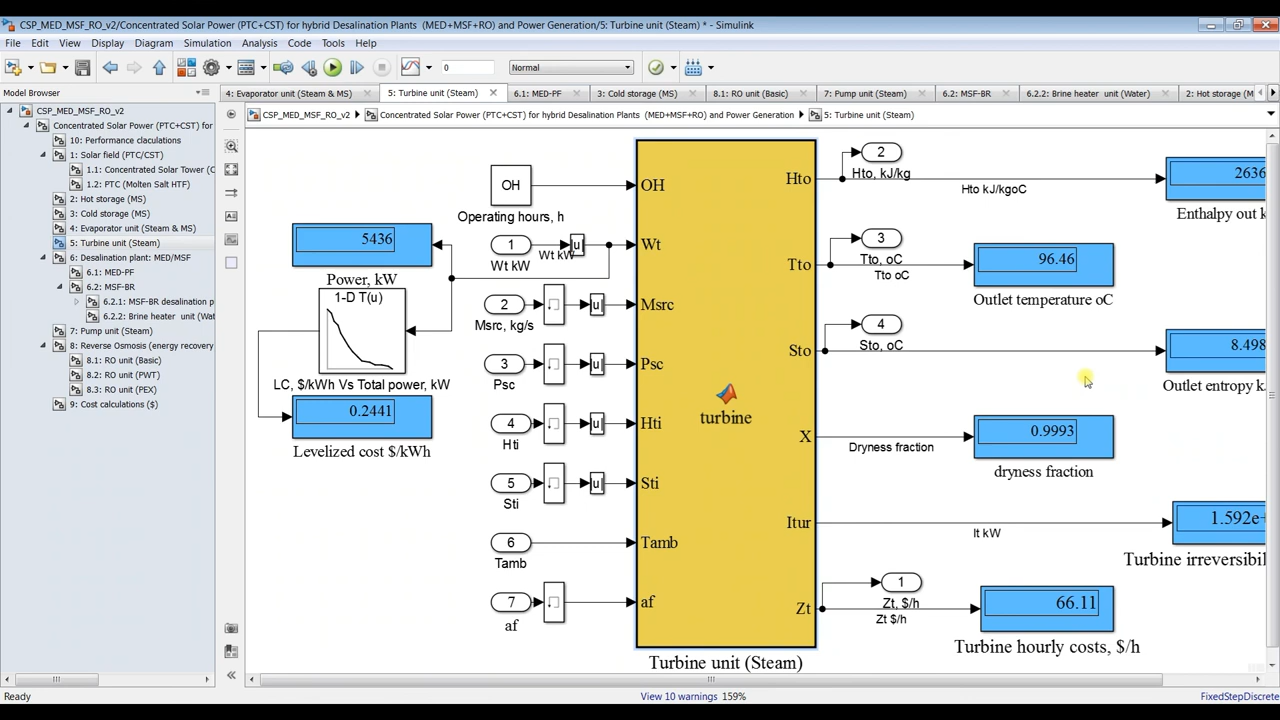 CSP_MED_MSF_RO_v2/Concentrated Solar Power (PTC+CST) for hybrid Desalination Plants (MED+MSF+RO) and Power Generation/5: Turbine unit (Steam) * - Simulink
File Edit View Display Diagram Simulation Analysis Code Tools Help
0 Normal
Model Browser
4: Evaporator unit (Steam & MS) 5: Turbine unit (Steam) 6.1: MED-PF 3: Cold storage (MS) 8.1: RO unit (Basic) 7: Pump unit (Steam) 6.2: MSF-BR 6.2.2: Brine heater unit (Water) 2: Hot storage (M
CSP_MED_MSF_RO_v2 Concentrated Solar Power (PTC+CST) for hybrid Desalination Plants (MED+MSF+RO) and Power Generation 5: Turbine unit (Steam)
CSP_MED_MSF_RO_v2
Concentrated Solar Power (PTC+CST) for
10: Performance claculations
1: Solar field (PTC/CST)
1.1: Concentrated Solar Tower (C
1.2: PTC (Molten Salt HTF)
2: Hot storage (MS)
3: Cold storage (MS)
4: Evaporator unit (Steam & MS)
5: Turbine unit (Steam)
6: Desalination plant: MED/MSF
6.1: MED-PF
6.2: MSF-BR
6.2.1: MSF-BR desalination p
6.2.2: Brine heater unit (Wat
7: Pump unit (Steam)
8: Reverse Osmosis (energy recovery
8.1: RO unit (Basic)
8.2: RO unit (PWT)
8.3: RO unit (PEX)
9: Cost calculations ($)
5436
Power, kW
1-D T(u)
LC, $/kWh Vs Total power, kW
0.2441
Levelized cost $/kWh
OH
Operating hours, h
1
|u|
Wt kW
Wt kW
2
|u|
Msrc, kg/s
3
|u|
Psc
4
|u|
Hti
5
|u|
Sti
6
Tamb
7
af
OH
Wt
Msrc
Psc
Hti
Sti
Tamb
af
turbine
Hto
Tto
Sto
X
Itur
Zt
Turbine unit (Steam)
2
Hto, kJ/kg
Hto kJ/kgoC
2636
Enthalpy out k
3
Tto, oC
Tto oC
96.46
Outlet temperature oC
4
Sto, oC
8.498
Outlet entropy k
Dryness fraction
0.9993
dryness fraction
It kW
1.592e+
Turbine irreversibil
1
Zt, $/h
Zt $/h
66.11
Turbine hourly costs, $/h
Ready View 10 warnings 159% FixedStepDiscrete